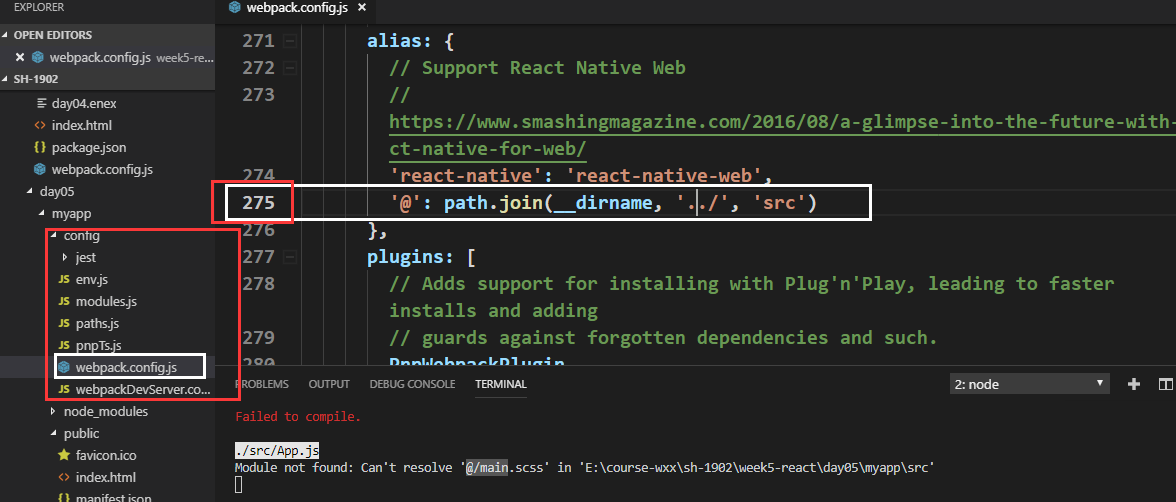 EXPLORER
OPEN EDITORS
webpack.config.js week5-re...
SH-1902
day04.enex
index.html
package.json
webpack.config.js
day05
myapp
config
jest
JS env.js
JS modules.js
JS paths.js
JS pnpTs.js
webpack.config.js
JS webpackDevServer.co...
node_modules
public
favicon.ico
index.html
manifest.json
webpack.config.js
271 alias: {
272 // Support React Native Web
273 //
https://www.smashingmagazine.com/2016/08/a-glimpse-into-the-future-with-
ct-native-for-web/
274 'react-native': 'react-native-web',
275 '@': path.join(__dirname, '../', 'src')
276 },
277 plugins: [
278 // Adds support for installing with Plug'n'Play, leading to faster
installs and adding
279 // guards against forgotten dependencies and such.
280 PnpWebpackPlugin
PROBLEMS OUTPUT DEBUG CONSOLE TERMINAL 2: node
Failed to compile.
./src/App.js
Module not found: Can't resolve '@/main.scss' in 'E:\course-wxx\sh-1902\week5-react\day05\myapp\src'